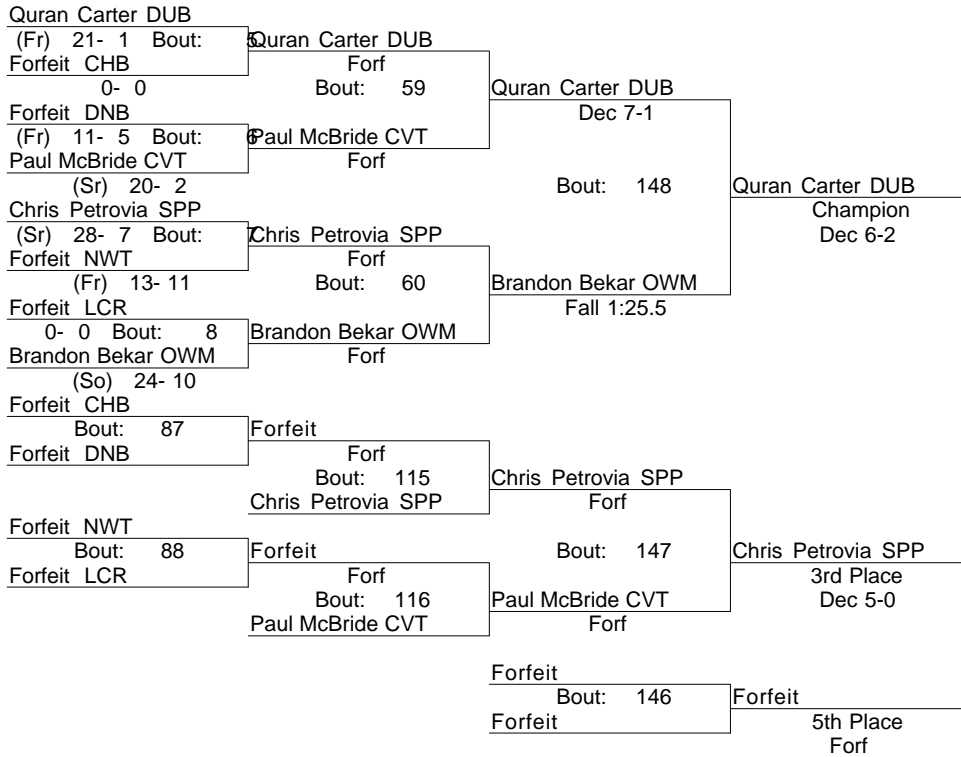 Quran Carter DUB
(Fr) 21- 1 Bout: 5
Quran Carter DUB
Forfeit CHB
Forf
0- 0
Bout: 59
Quran Carter DUB
Forfeit DNB
Dec 7-1
(Fr) 11- 5 Bout: 6
Paul McBride CVT
Paul McBride CVT
Forf
(Sr) 20- 2
Bout: 148
Quran Carter DUB
Chris Petrovia SPP
Champion
(Sr) 28- 7 Bout: 7
Chris Petrovia SPP
Dec 6-2
Forfeit NWT
Forf
(Fr) 13- 11
Bout: 60
Brandon Bekar OWM
Forfeit LCR
Fall 1:25.5
0- 0 Bout: 8
Brandon Bekar OWM
Brandon Bekar OWM
Forf
(So) 24- 10
Forfeit CHB
Bout: 87
Forfeit
Forfeit DNB
Forf
Bout: 115
Chris Petrovia SPP
Chris Petrovia SPP
Forf
Forfeit NWT
Bout: 88
Forfeit
Bout: 147
Chris Petrovia SPP
Forfeit LCR
Forf
3rd Place
Bout: 116
Paul McBride CVT
Dec 5-0
Paul McBride CVT
Forf
Forfeit
Bout: 146
Forfeit
Forfeit
5th Place
Forf